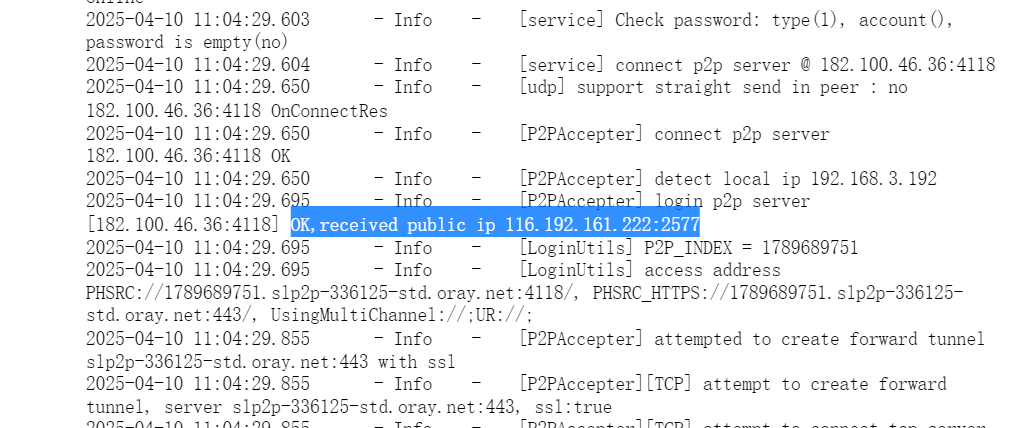 online
2025-04-10 11:04:29.603 - Info - [service] Check password: type(1), account(),
password is empty(no)
2025-04-10 11:04:29.604 - Info - [service] connect p2p server @ 182.100.46.36:4118
2025-04-10 11:04:29.650 - Info - [udp] support straight send in peer : no
182.100.46.36:4118 OnConnectRes
2025-04-10 11:04:29.650 - Info - [P2PAccepter] connect p2p server
182.100.46.36:4118 OK
2025-04-10 11:04:29.650 - Info - [P2PAccepter] detect local ip 192.168.3.192
2025-04-10 11:04:29.695 - Info - [P2PAccepter] login p2p server
[182.100.46.36:4118] OK,received public ip 116.192.161.222:2577
2025-04-10 11:04:29.695 - Info - [LoginUtils] P2P_INDEX = 1789689751
2025-04-10 11:04:29.695 - Info - [LoginUtils] access address
PHSRC://1789689751.slp2p-336125-std.oray.net:4118/, PHSRC_HTTPS://1789689751.slp2p-336125-
std.oray.net:443/, UsingMultiChannel://;UR://;
2025-04-10 11:04:29.855 - Info - [P2PAccepter] attempted to create forward tunnel
slp2p-336125-std.oray.net:443 with ssl
2025-04-10 11:04:29.855 - Info - [P2PAccepter][TCP] attempt to create forward
tunnel, server slp2p-336125-std.oray.net:443, ssl:true
2025-04-10 11:04:29.855 - Info - [P2PAccepter][TCP] attempt to connect tcp server